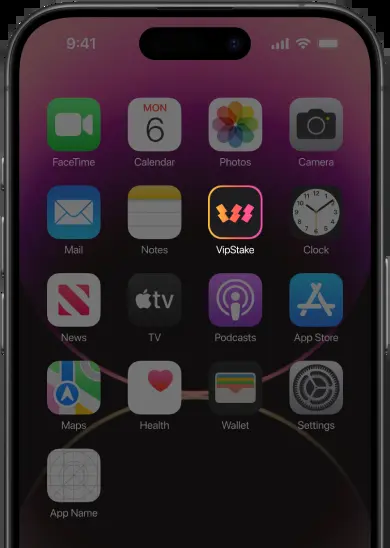 9:41
MON
6
FaceTime
Calendar
Photos
Camera
Mail
Notes
VipStake
Clock
tv
News
TV
Podcasts
App Store
Maps
Health
Wallet
Settings
App Name